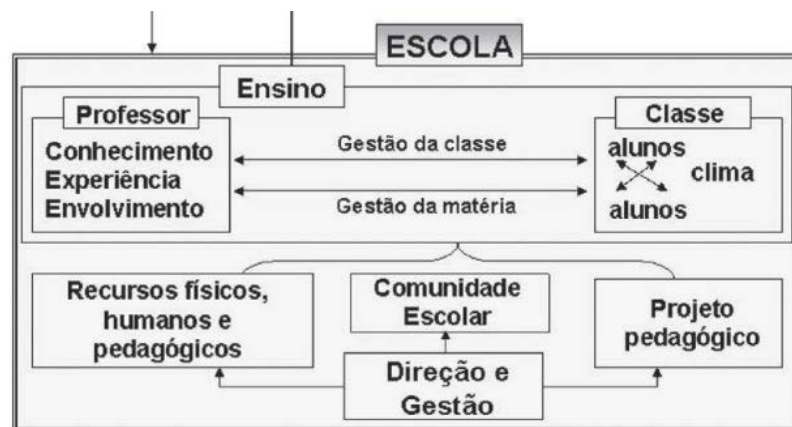 ESCOLA
Ensino
Professor
Conhecimento
Experiência
Envolvimento
Gestão da classe
Gestão da matéria
Classe
alunos
clima
alunos
Recursos físicos,
humanos e
pedagógicos
Comunidade
Escolar
Projeto
pedagógico
Direção e
Gestão